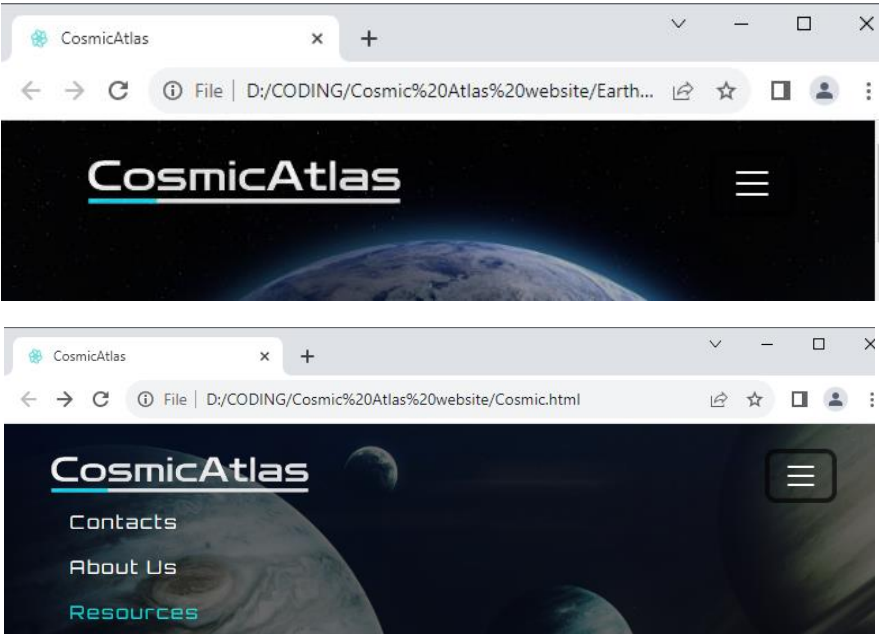 CosmicAtlas
File | D:/CODING/Cosmic%20Atlas%20website/Earth...
CosmicAtlas
CosmicAtlas
File | D:/CODING/Cosmic%20Atlas%20website/Cosmic.html
CosmicAtlas
Contacts
About Us
Resources